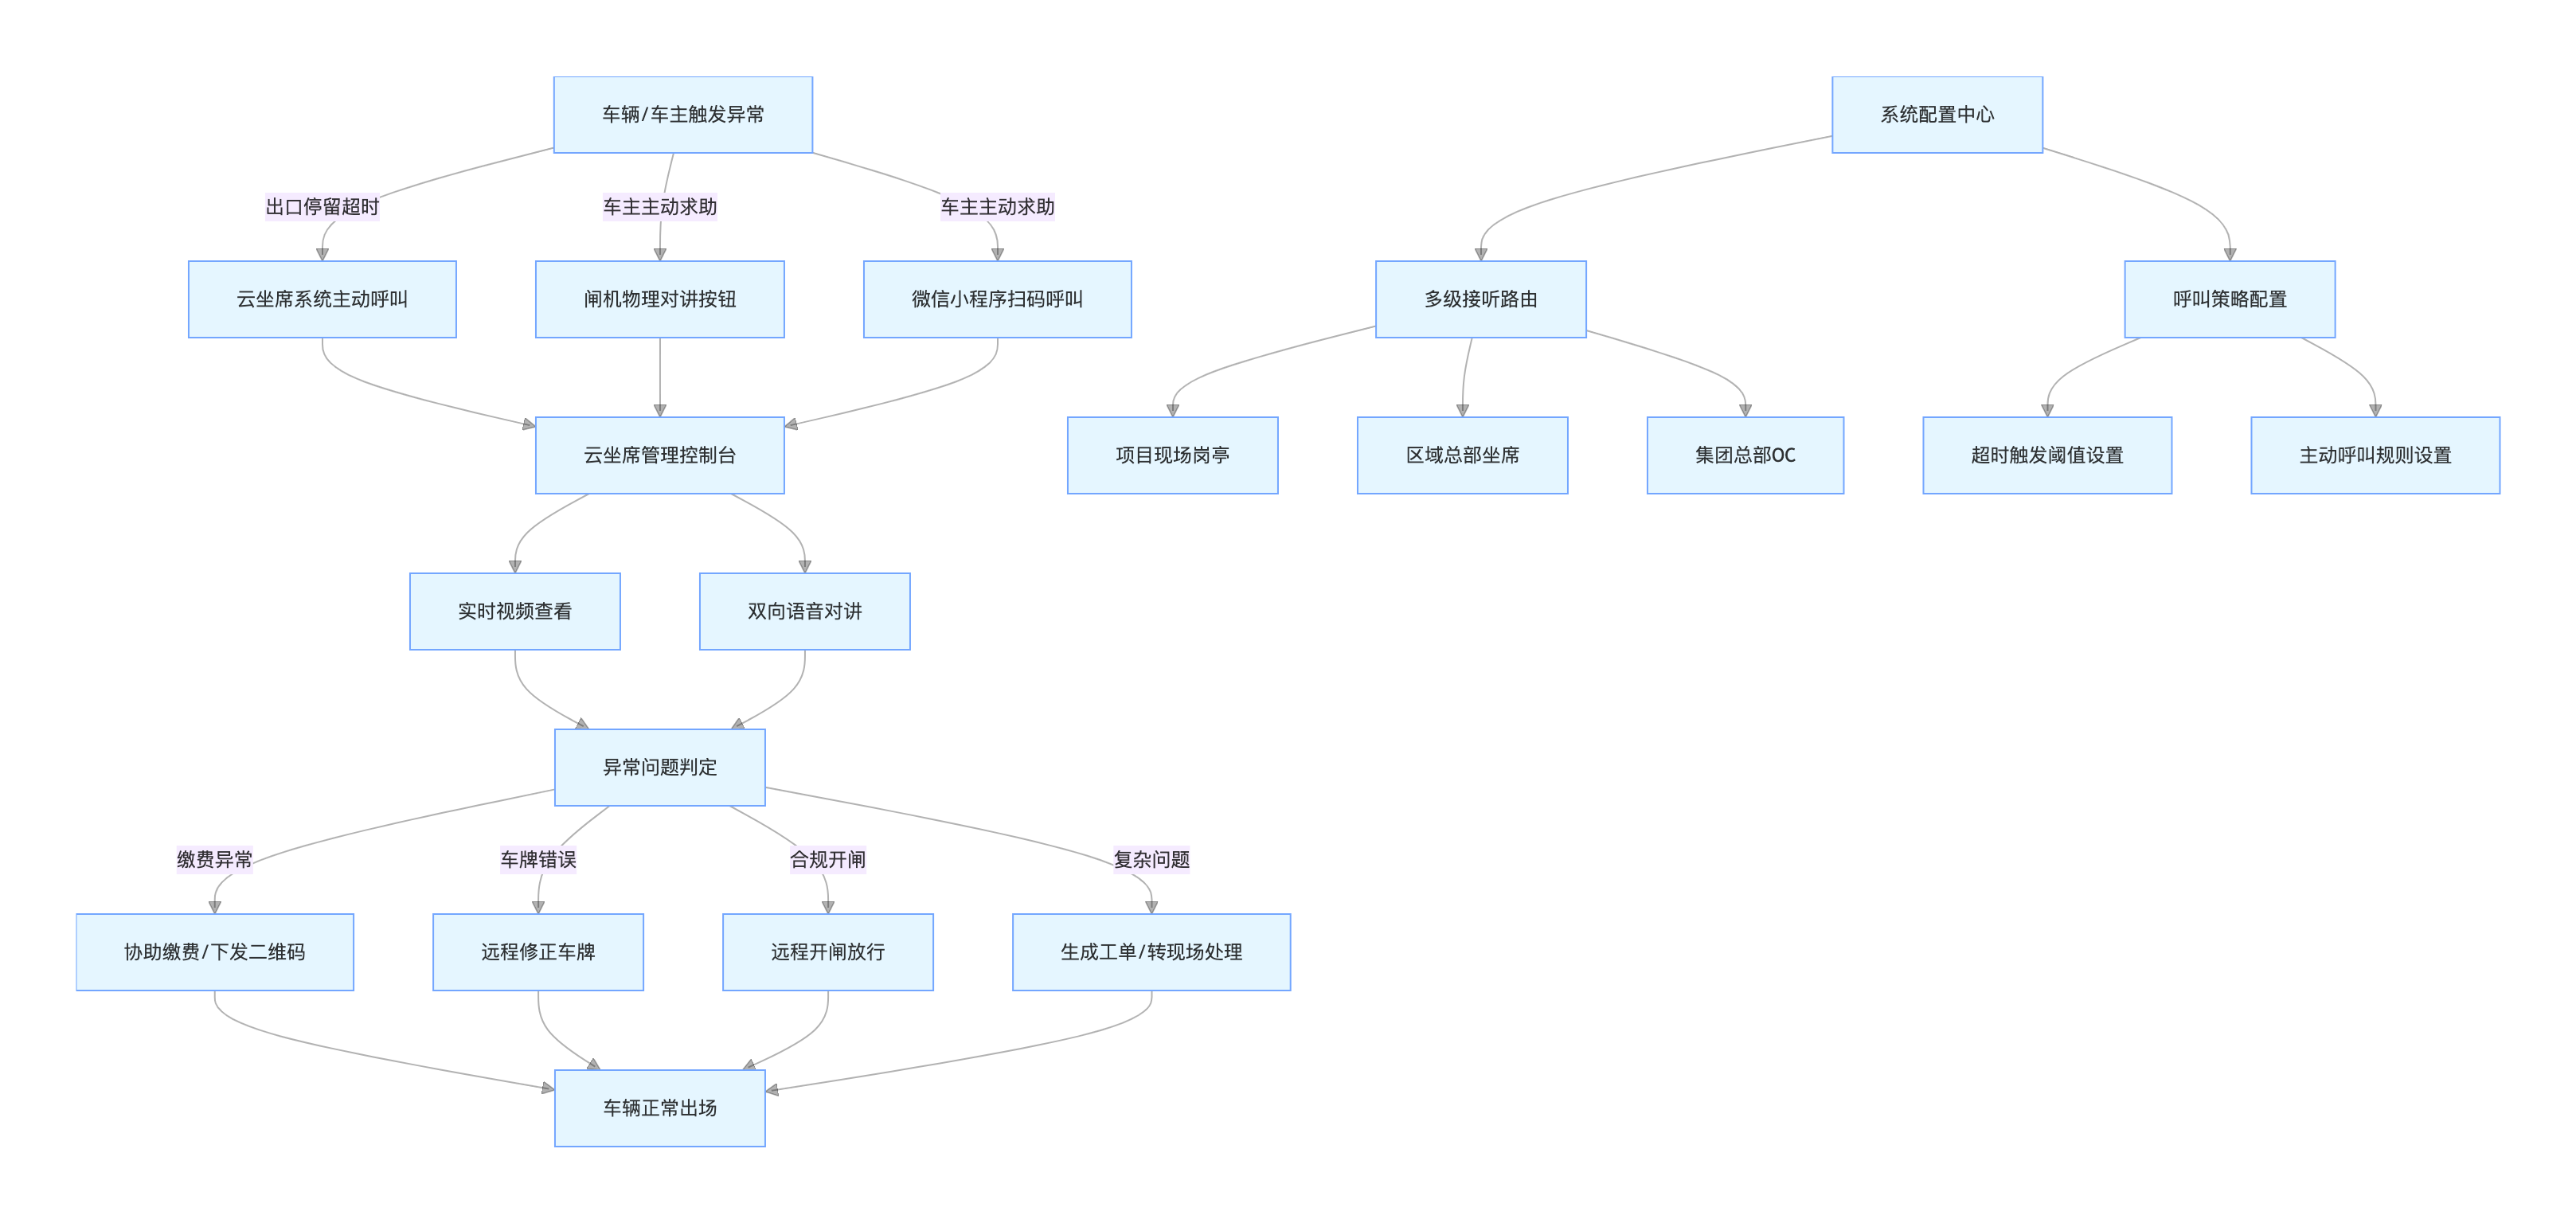 车辆/车主触发异常
系统配置中心
出口停留超时
车主主动求助
车主主动求助
云坐席系统主动呼叫
闸机物理对讲按钮
微信小程序扫码呼叫
多级接听路由
呼叫策略配置
云坐席管理控制台
项目现场岗亭
区域总部坐席
集团总部OC
超时触发阈值设置
主动呼叫规则设置
实时视频查看
双向语音对讲
异常问题判定
缴费异常
车牌错误
合规开闸
复杂问题
协助缴费/下发二维码
远程修正车牌
远程开闸放行
生成工单/转现场处理
车辆正常出场